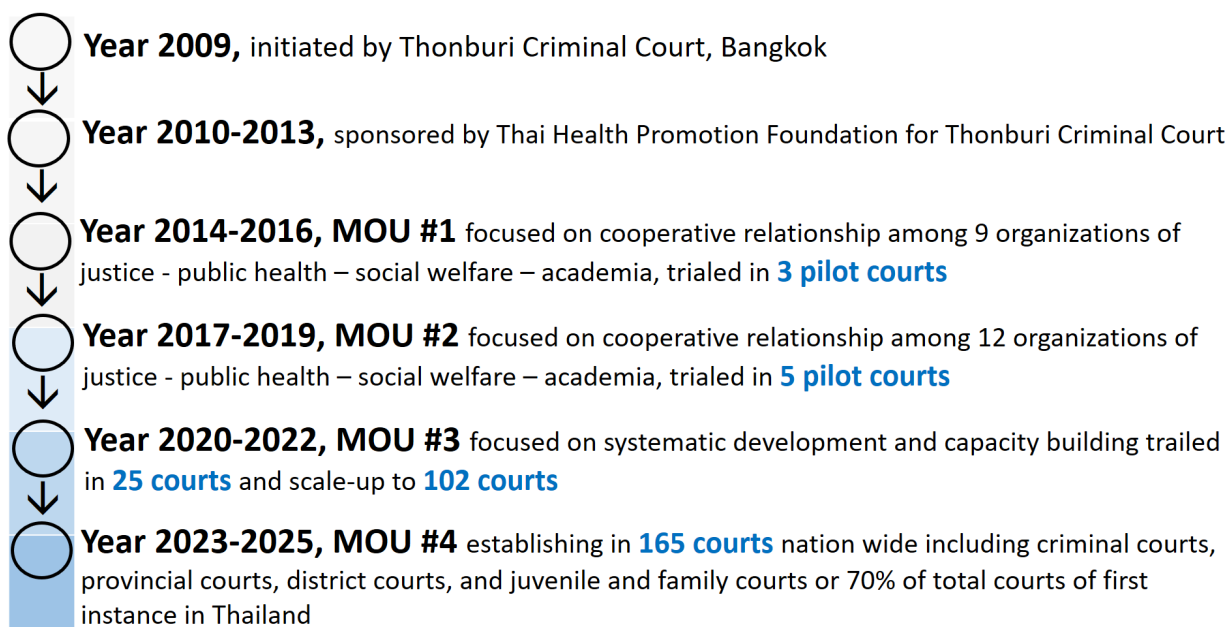 Year 2009, initiated by Thonburi Criminal Court, Bangkok
Year 2010-2013, sponsored by Thai Health Promotion Foundation for Thonburi Criminal Court
Year 2014-2016, MOU #1 focused on cooperative relationship among 9 organizations of
justice - public health – social welfare – academia, trialed in 3 pilot courts
Year 2017-2019, MOU #2 focused on cooperative relationship among 12 organizations of
justice - public health – social welfare – academia, trialed in 5 pilot courts
Year 2020-2022, MOU #3 focused on systematic development and capacity building trailed
in 25 courts and scale-up to 102 courts
Year 2023-2025, MOU #4 establishing in 165 courts nation wide including criminal courts,
provincial courts, district courts, and juvenile and family courts or 70% of total courts of first
instance in Thailand